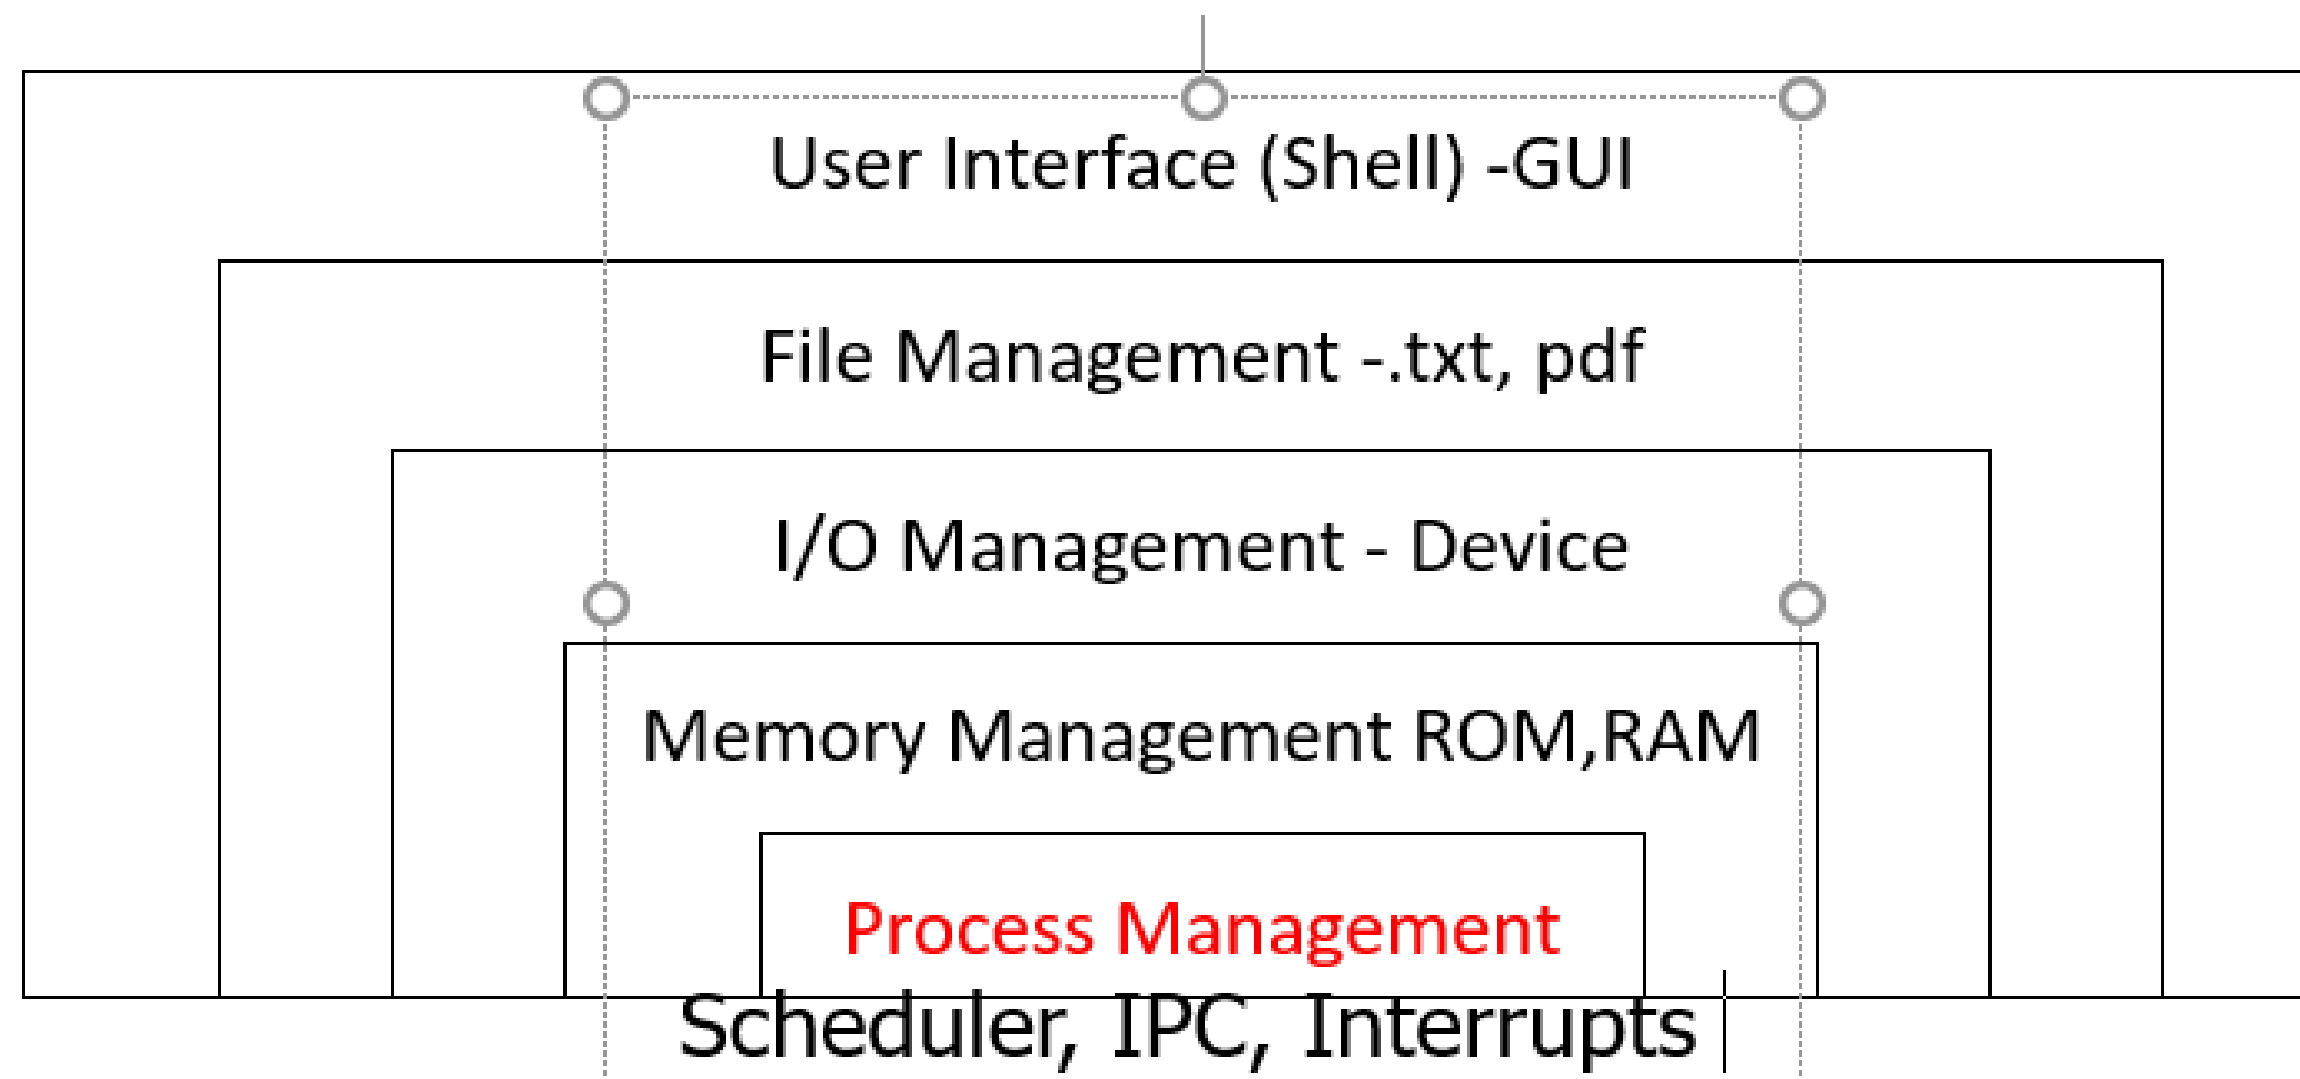 User Interface (Shell) -GUI
File Management -.txt, pdf
I/O Management - Device
Memory Management ROM,RAM
Process Management
Scheduler, IPC, Interrupts